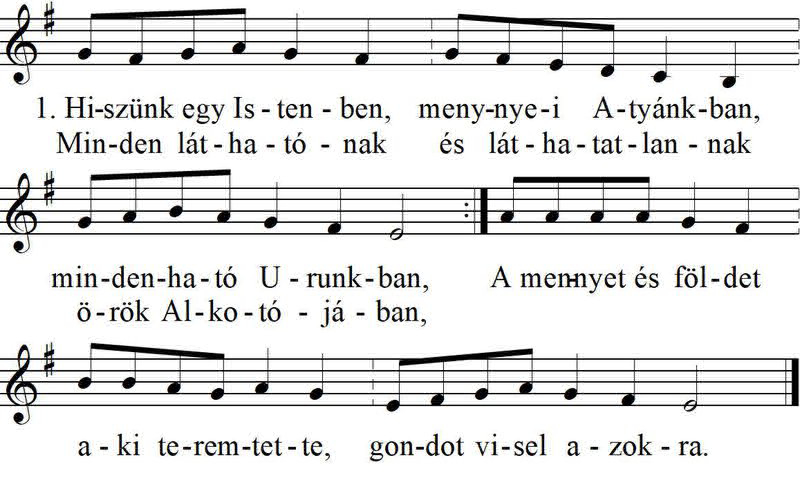 1. Hi-szünk egy Is-ten-ben, meny-nye-i A-tyánk-ban,
Min-den lát-ha-tó-nak és lát-ha-tat-lan-nak
min-den-ha-tó U-runk-ban, A men-nyet és föl-det
ö-rök Al-ko-tó-já-ban,
a-ki te-rem-tet-te, gon-dot vi-sel a-zok-ra.